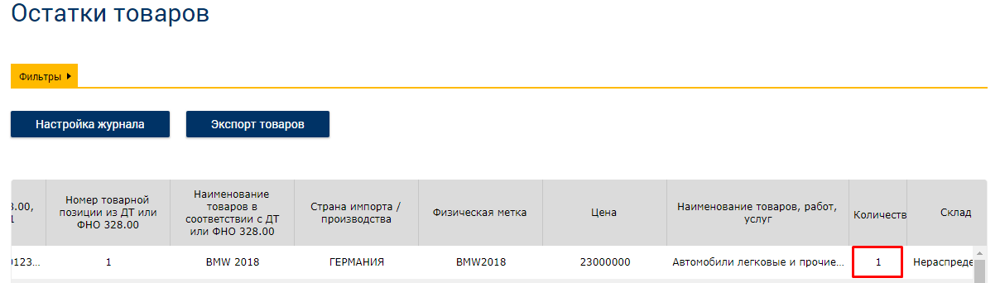 Остатки товаров
Фильтры
Настройка журнала Экспорт товаров
3.00,
1
Номер товарной
позиции из ДТ или
ФНО 328.00
Наименование
товаров в
соответствии с ДТ
или ФНО 328.00
Страна импорта /
производства
Физическая метка
Цена
Наименование товаров, работ,
услуг
Количеств
Склад
0123... 1 BMW 2018 ГЕРМАНИЯ BMW2018 23000000 Автомобили легковые и прочие... 1 Нераспреде